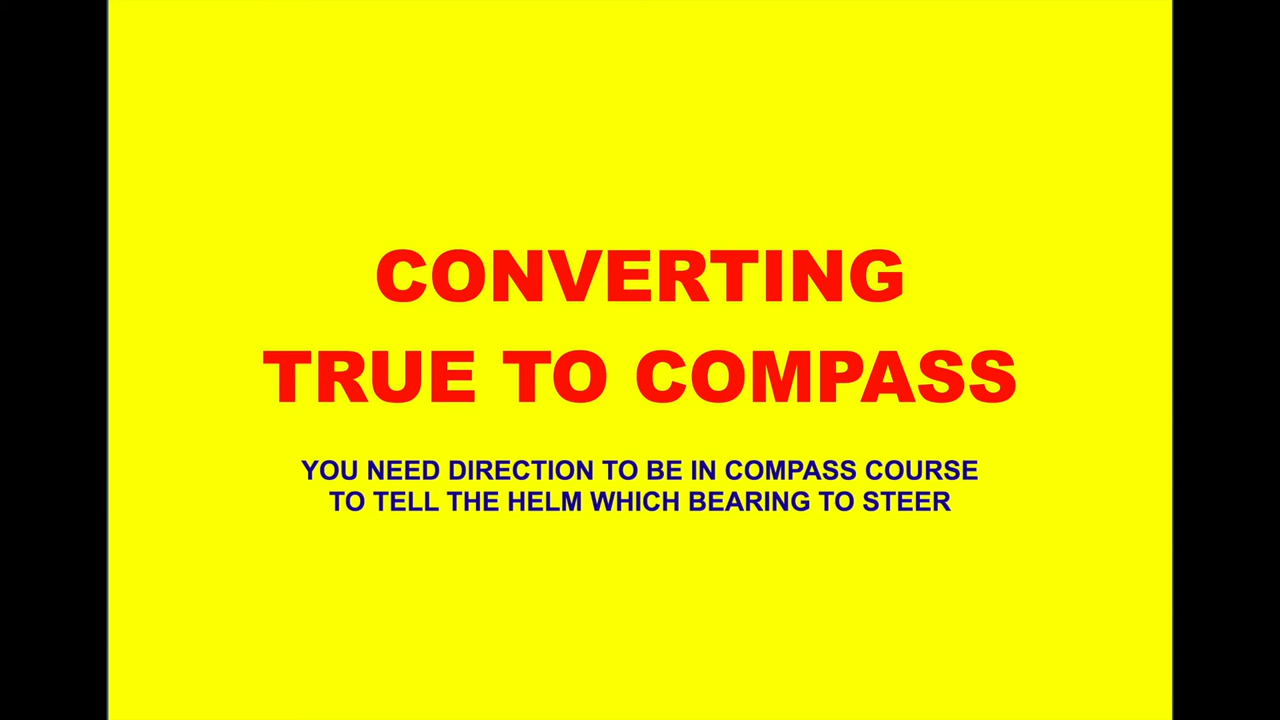 CONVERTING
TRUE TO COMPASS
YOU NEED DIRECTION TO BE IN COMPASS COURSE
TO TELL THE HELM WHICH BEARING TO STEER